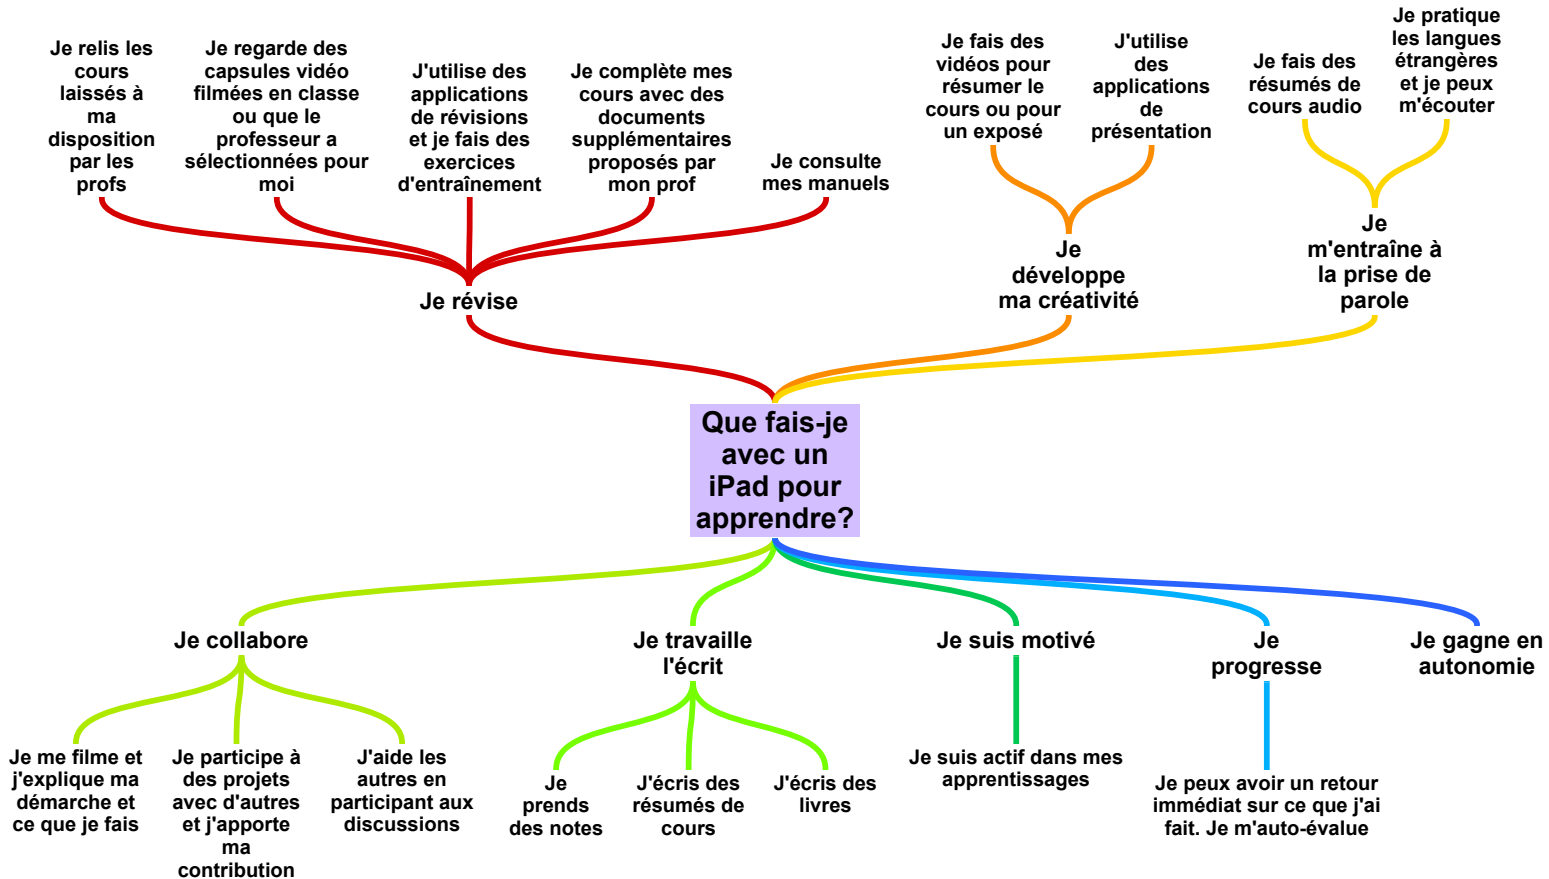 Je relis les
cours
laissés à
ma
disposition
par les
profs
Je regarde des
capsules vidéo
filmées en classe
ou que le
professeur a
sélectionnées pour
moi
J'utilise des
applications
de révisions
et je fais des
exercices
d'entraînement
Je complète mes
cours avec des
documents
supplémentaires
proposés par
mon prof
Je consulte
mes manuels
Je révise
Je fais des
vidéos pour
résumer le
cours ou pour
un exposé
J'utilise
des
applications
de
présentation
Je
développe
ma créativité
Je fais des
résumés de
cours audio
Je pratique
les langues
étrangères
et je peux
m'écouter
Je
m'entraîne à
la prise de
parole
Que fais-je
avec un
iPad pour
apprendre?
Je collabore
Je me filme et
j'explique ma
démarche et
ce que je fais
Je participe à
des projets
avec d'autres
et j'apporte
ma
contribution
J'aide les
autres en
participant aux
discussions
Je travaille
l'écrit
Je
prends
des notes
J'écris des
résumés de
cours
J'écris des
livres
Je suis motivé
Je suis actif dans mes
apprentissages
Je
progresse
Je peux avoir un retour
immédiat sur ce que j'ai
fait. Je m'auto-évalue
Je gagne en
autonomie